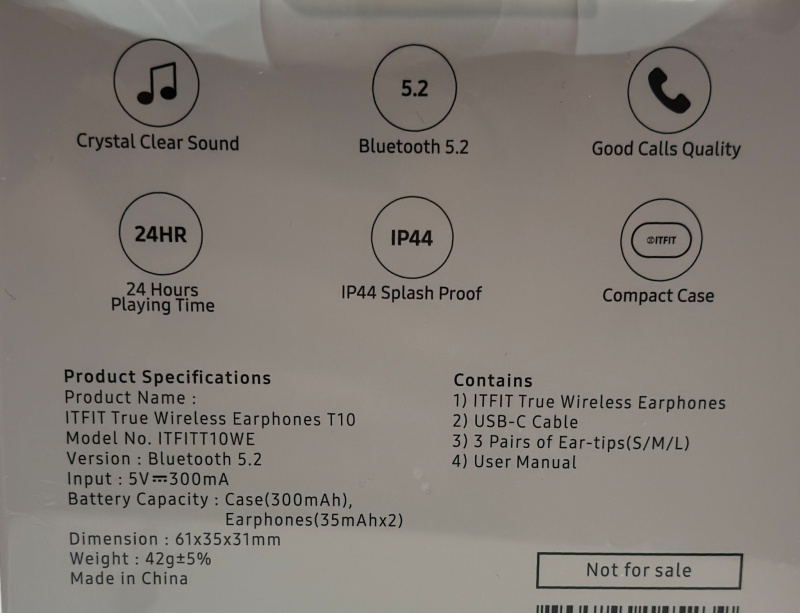 5.2
Crystal Clear Sound
Bluetooth 5.2
Good Calls Quality
24HR
IP44
ITFIT
24 Hours
Playing Time
IP44 Splash Proof
Compact Case
Product Specifications
Product Name :
ITFIT True Wireless Earphones T10
Model No. ITFITT10WE
Version : Bluetooth 5.2
Input : 5V⎓300mA
Battery Capacity : Case(300mAh),
Earphones(35mAhx2)
Dimension : 61x35x31mm
Weight : 42g±5%
Made in China
Contains
1) ITFIT True Wireless Earphones
2) USB-C Cable
3) 3 Pairs of Ear-tips(S/M/L)
4) User Manual
Not for sale